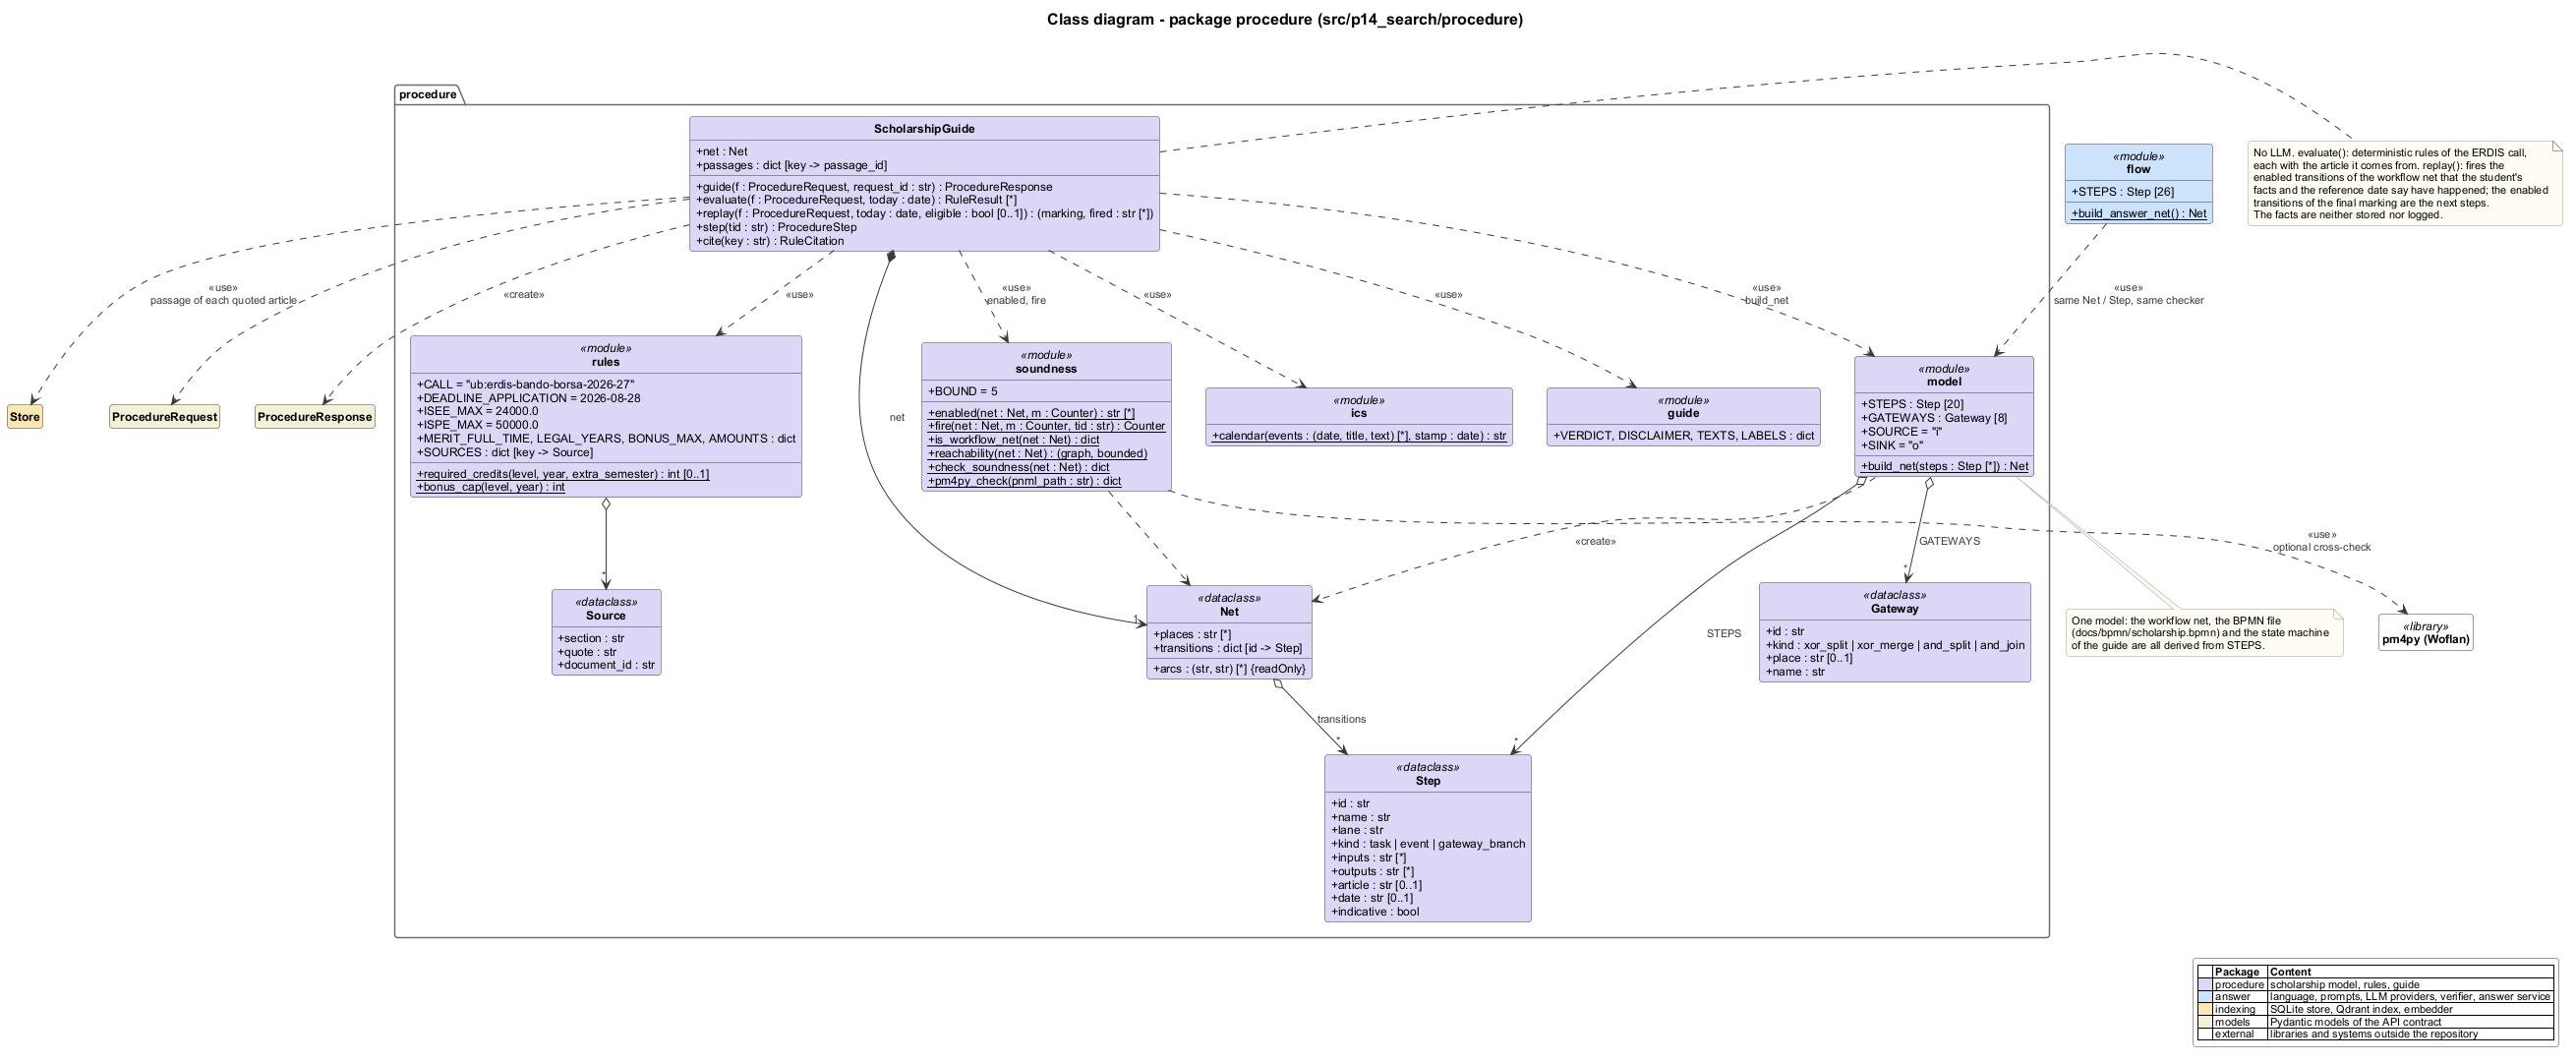 Class diagram - package procedure (src/p14_search/procedure)
procedure
ScholarshipGuide
+net : Net
+passages : dict [key -> passage_id]
+guide(f : ProcedureRequest, request_id : str) : ProcedureResponse
+evaluate(f : ProcedureRequest, today : date) : RuleResult [*]
+replay(f : ProcedureRequest, today : date, eligible : bool [0..1]) : (marking, fired : str [*])
+step(tid : str) : ProcedureStep
+cite(key : str) : RuleCitation
«module»
flow
+STEPS : Step [26]
+build_answer_net() : Net
No LLM. evaluate(): deterministic rules of the ERDIS call,
each with the article it comes from. replay(): fires the
enabled transitions of the workflow net that the student's
facts and the reference date say have happened; the enabled
transitions of the final marking are the next steps.
The facts are neither stored nor logged.
«use»
passage of each quoted article
«create»
«use»
«use»
enabled, fire
«use»
«use»
«use»
build_net
«use»
same Net / Step, same checker
net
Store
ProcedureRequest
ProcedureResponse
«module»
rules
+CALL = "ub:erdis-bando-borsa-2026-27"
+DEADLINE_APPLICATION = 2026-08-28
+ISEE_MAX = 24000.0
+ISPE_MAX = 50000.0
+MERIT_FULL_TIME, LEGAL_YEARS, BONUS_MAX, AMOUNTS : dict
+SOURCES : dict [key -> Source]
+required_credits(level, year, extra_semester) : int [0..1]
+bonus_cap(level, year) : int
«module»
soundness
+BOUND = 5
+enabled(net : Net, m : Counter) : str [*]
+fire(net : Net, m : Counter, tid : str) : Counter
+is_workflow_net(net : Net) : dict
+reachability(net : Net) : (graph, bounded)
+check_soundness(net : Net) : dict
+pm4py_check(pnml_path : str) : dict
«module»
ics
+calendar(events : (date, title, text) [*], stamp : date) : str
«module»
guide
+VERDICT, DISCLAIMER, TEXTS, LABELS : dict
«module»
model
+STEPS : Step [20]
+GATEWAYS : Gateway [8]
+SOURCE = "i"
+SINK = "o"
+build_net(steps : Step [*]) : Net
«create»
GATEWAYS
«use»
optional cross-check
*
*
1
«dataclass»
Source
+section : str
+quote : str
+document_id : str
«dataclass»
Net
+places : str [*]
+transitions : dict [id -> Step]
+arcs : (str, str) [*] {readOnly}
STEPS
«dataclass»
Gateway
+id : str
+kind : xor_split | xor_merge | and_split | and_join
+place : str [0..1]
+name : str
One model: the workflow net, the BPMN file
(docs/bpmn/scholarship.bpmn) and the state machine
of the guide are all derived from STEPS.
«library»
pm4py (Woflan)
transitions
*
*
«dataclass»
Step
+id : str
+name : str
+lane : str
+kind : task | event | gateway_branch
+inputs : str [*]
+outputs : str [*]
+article : str [0..1]
+date : str [0..1]
+indicative : bool
Package Content
procedure scholarship model, rules, guide
answer language, prompts, LLM providers, verifier, answer service
indexing SQLite store, Qdrant index, embedder
models Pydantic models of the API contract
external libraries and systems outside the repository